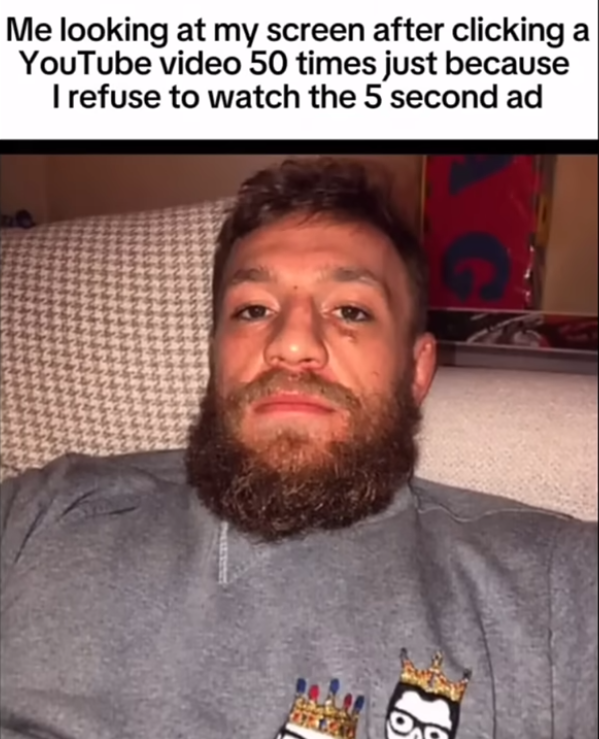 Me looking at my screen after clicking a
YouTube video 50 times just because
I refuse to watch the 5 second ad
A G